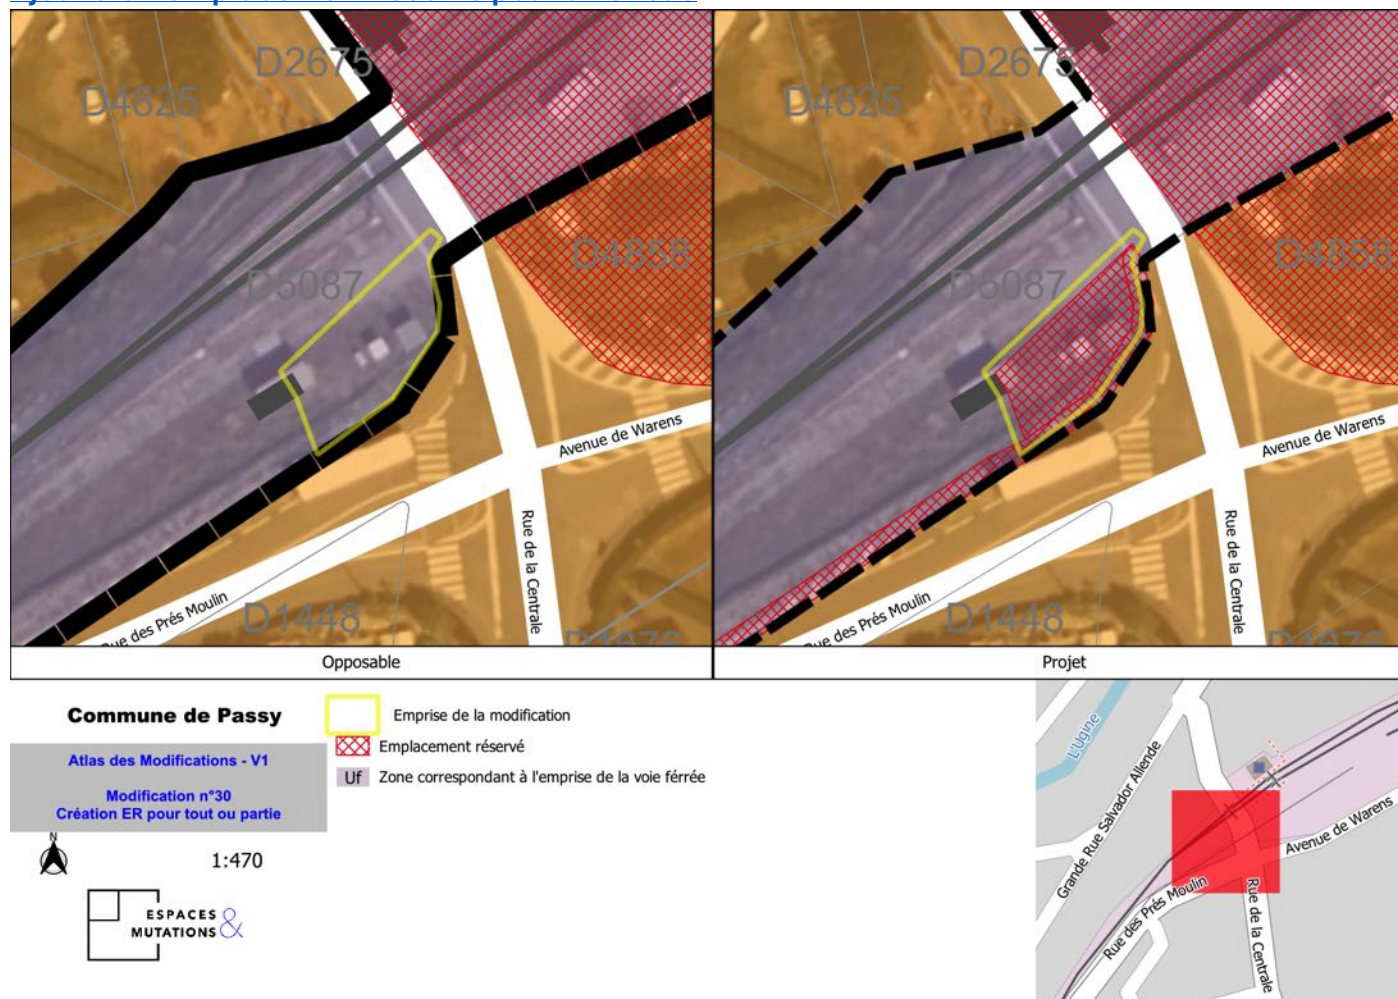 D2675
D4825
D5087
D4858
Avenue de Warens
Rue de la Centrale
Rue des Prés Moulin
D1448
Opposable
D2675
D4825
D5087
D4858
Avenue de Warens
Rue de la Centrale
Rue des Prés Moulin
D1448
Projet
Commune de Passy
Atlas des Modifications - V1
Modification n°30
Création ER pour tout ou partie
N
1:470
ESPACES &
MUTATIONS
Emprise de la modification
Emplacement réservé
Uf Zone correspondant à l'emprise de la voie férrée
L'Ugine
Grande Rue Salvador Allende
Avenue de Warens
Rue des Prés Moulin
Rue de la Centrale